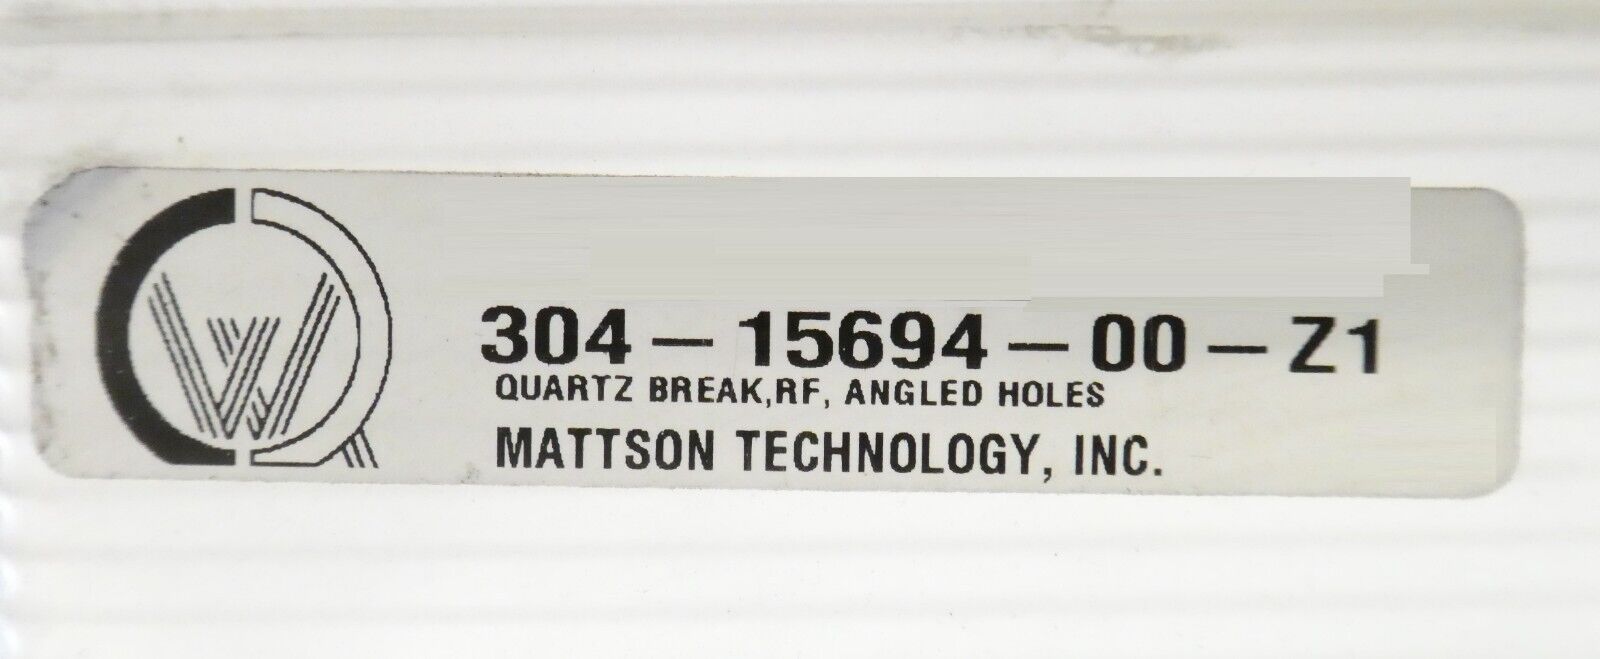 304-15694-00-Z1
QUARTZ BREAK,RF, ANGLED HOLES
MATTSON TECHNOLOGY, INC.